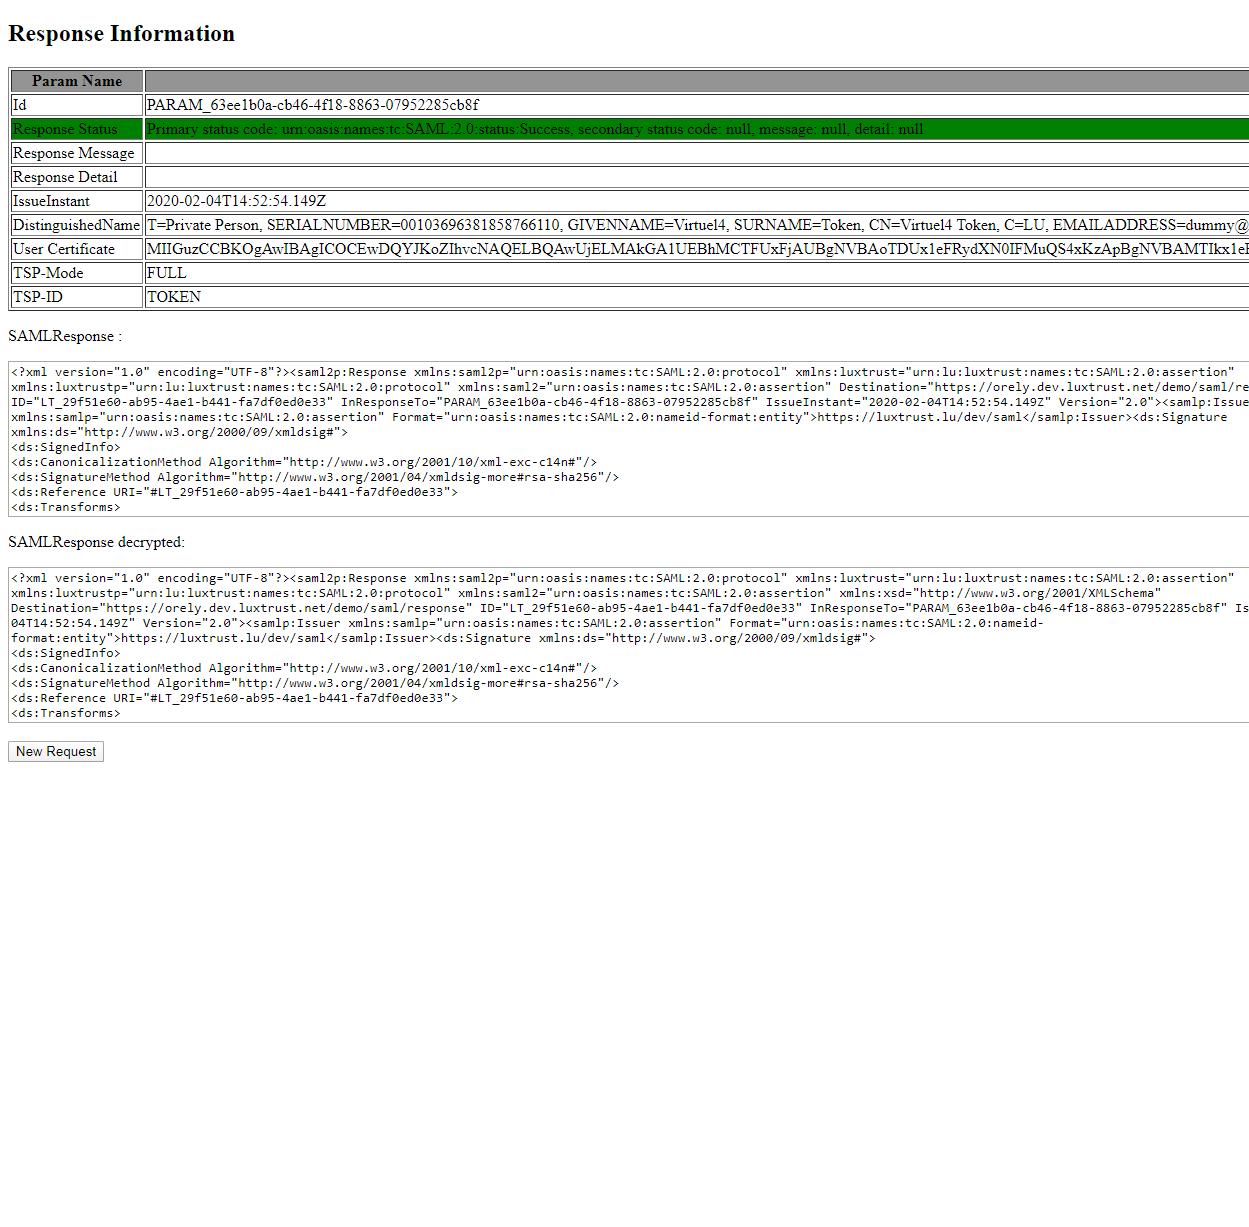 Response Information
Param Name
Id PARAM_63ee1b0a-cb46-4f18-8863-07952285cb8f
Response Status Primary status code: urn:oasis:names:tc:SAML:2.0:status:Success, secondary status code: null, message: null, detail: null
Response Message
Response Detail
IssueInstant 2020-02-04T14:52:54.149Z
DistinguishedName T=Private Person, SERIALNUMBER=00103696381858766110, GIVENNAME=Virtuel4, SURNAME=Token, CN=Virtuel4 Token, C=LU, EMAILADDRESS=dummy@
User Certificate MIIGuzCCBKOgAwIBAgICOCEwDQYJKoZIhvcNAQELBQAwUjELMAkGA1UEBhMCTFUxFjAUBgNVBAoTDUx1eFRydXN0IFMuQS4xKzApBgNVBAMTIkx1eF
TSP-Mode FULL
TSP-ID TOKEN
SAMLResponse :
<?xml version="1.0" encoding="UTF-8"?><saml2p:Response xmlns:saml2p="urn:oasis:names:tc:SAML:2.0:protocol" xmlns:luxtrust="urn:lu:luxtrust:names:tc:SAML:2.0:assertion"
xmlns:luxtrustp="urn:lu:luxtrust:names:tc:SAML:2.0:protocol" xmlns:saml2="urn:oasis:names:tc:SAML:2.0:assertion" Destination="https://orely.dev.luxtrust.net/demo/saml/re
ID="LT_29f51e60-ab95-4ae1-b441-fa7df0ed0e33" InResponseTo="PARAM_63ee1b0a-cb46-4f18-8863-07952285cb8f" IssueInstant="2020-02-04T14:52:54.149Z" Version="2.0"><samlp:Issue
xmlns:samlp="urn:oasis:names:tc:SAML:2.0:assertion" Format="urn:oasis:names:tc:SAML:2.0:nameid-format:entity">https://luxtrust.lu/dev/saml</samlp:Issuer><ds:Signature
xmlns:ds="http://www.w3.org/2000/09/xmldsig#">
<ds:SignedInfo>
<ds:CanonicalizationMethod Algorithm="http://www.w3.org/2001/10/xml-exc-c14n#"/>
<ds:SignatureMethod Algorithm="http://www.w3.org/2001/04/xmldsig-more#rsa-sha256"/>
<ds:Reference URI="#LT_29f51e60-ab95-4ae1-b441-fa7df0ed0e33">
<ds:Transforms>
SAMLResponse decrypted:
<?xml version="1.0" encoding="UTF-8"?><saml2p:Response xmlns:saml2p="urn:oasis:names:tc:SAML:2.0:protocol" xmlns:luxtrust="urn:lu:luxtrust:names:tc:SAML:2.0:assertion"
xmlns:luxtrustp="urn:lu:luxtrust:names:tc:SAML:2.0:protocol" xmlns:saml2="urn:oasis:names:tc:SAML:2.0:assertion" xmlns:xsd="http://www.w3.org/2001/XMLSchema"
Destination="https://orely.dev.luxtrust.net/demo/saml/response" ID="LT_29f51e60-ab95-4ae1-b441-fa7df0ed0e33" InResponseTo="PARAM_63ee1b0a-cb46-4f18-8863-07952285cb8f" Is
04T14:52:54.149Z" Version="2.0"><samlp:Issuer xmlns:samlp="urn:oasis:names:tc:SAML:2.0:assertion" Format="urn:oasis:names:tc:SAML:2.0:nameid-
format:entity">https://luxtrust.lu/dev/saml</samlp:Issuer><ds:Signature xmlns:ds="http://www.w3.org/2000/09/xmldsig#">
<ds:SignedInfo>
<ds:CanonicalizationMethod Algorithm="http://www.w3.org/2001/10/xml-exc-c14n#"/>
<ds:SignatureMethod Algorithm="http://www.w3.org/2001/04/xmldsig-more#rsa-sha256"/>
<ds:Reference URI="#LT_29f51e60-ab95-4ae1-b441-fa7df0ed0e33">
<ds:Transforms>
New Request